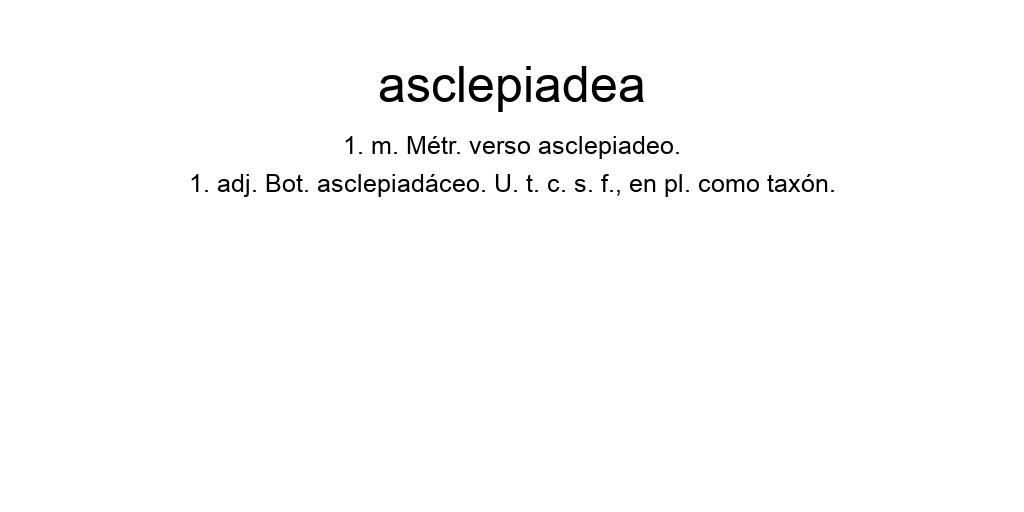 asclepiadea
1. m. Métr. verso asclepiadeo.
1. adj. Bot. asclepiadáceo. U. t. c. s. f., en pl. como taxón.